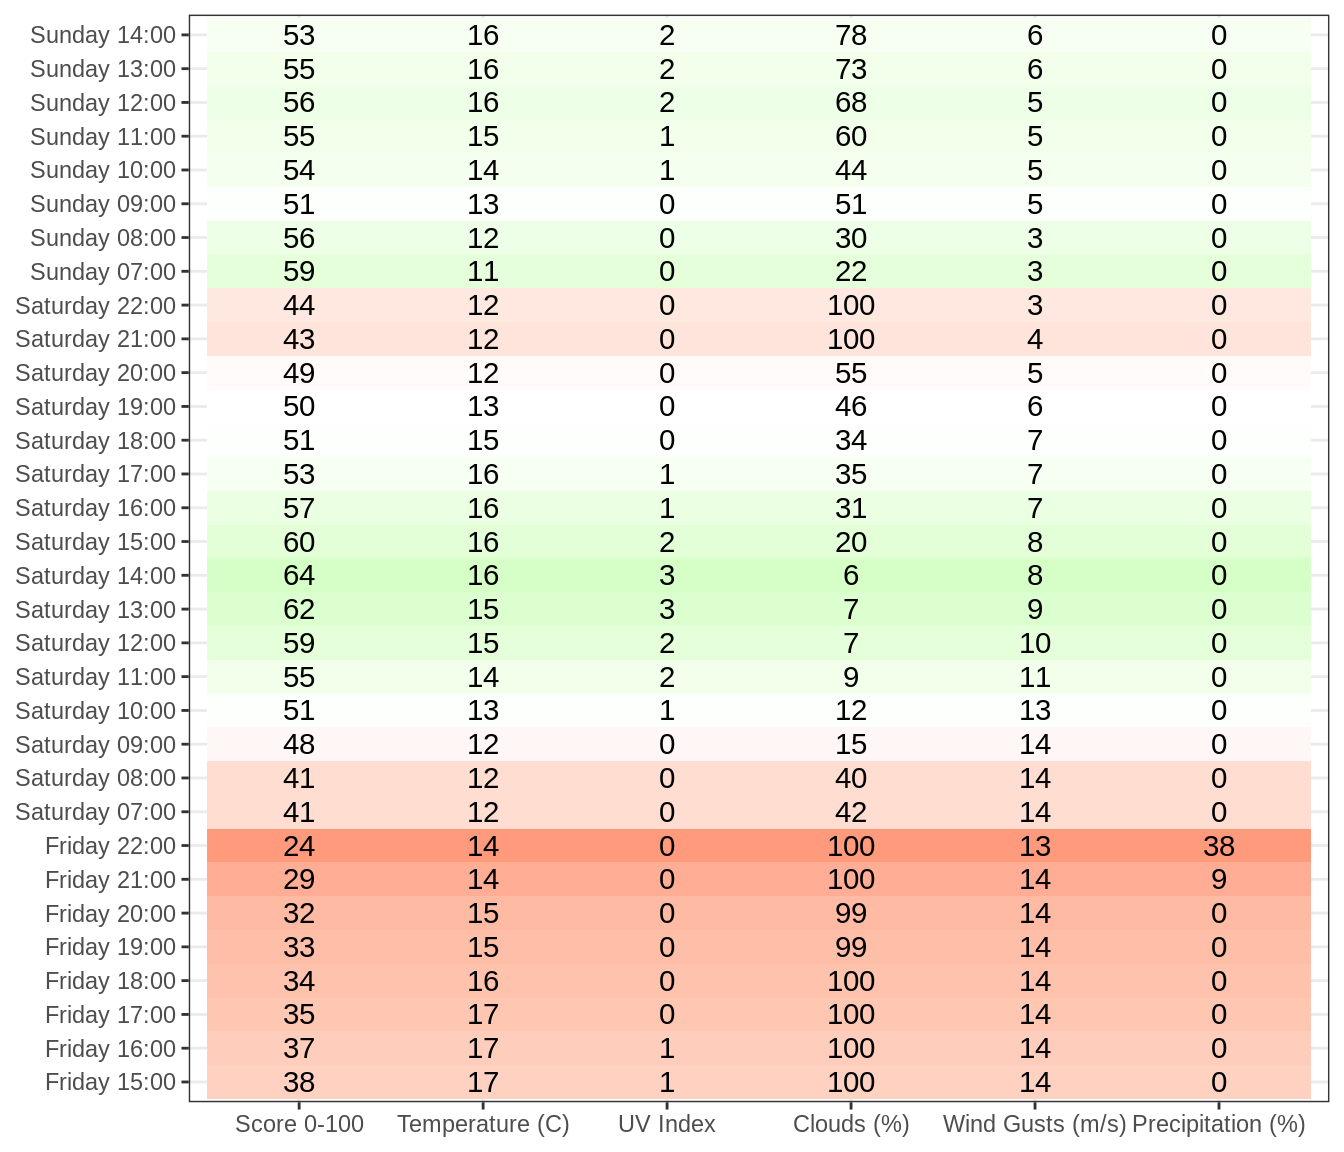 Sunday 14:00 53 16 2 78 6 0
Sunday 13:00 55 16 2 73 6 0
Sunday 12:00 56 16 2 68 5 0
Sunday 11:00 55 15 1 60 5 0
Sunday 10:00 54 14 1 44 5 0
Sunday 09:00 51 13 0 51 5 0
Sunday 08:00 56 12 0 30 3 0
Sunday 07:00 59 11 0 22 3 0
Saturday 22:00 44 12 0 100 3 0
Saturday 21:00 43 12 0 100 4 0
Saturday 20:00 49 12 0 55 5 0
Saturday 19:00 50 13 0 46 6 0
Saturday 18:00 51 15 0 34 7 0
Saturday 17:00 53 16 1 35 7 0
Saturday 16:00 57 16 1 31 7 0
Saturday 15:00 60 16 2 20 8 0
Saturday 14:00 64 16 3 6 8 0
Saturday 13:00 62 15 3 7 9 0
Saturday 12:00 59 15 2 7 10 0
Saturday 11:00 55 14 2 9 11 0
Saturday 10:00 51 13 1 12 13 0
Saturday 09:00 48 12 0 15 14 0
Saturday 08:00 41 12 0 40 14 0
Saturday 07:00 41 12 0 42 14 0
Friday 22:00 24 14 0 100 13 38
Friday 21:00 29 14 0 100 14 9
Friday 20:00 32 15 0 99 14 0
Friday 19:00 33 15 0 99 14 0
Friday 18:00 34 16 0 100 14 0
Friday 17:00 35 17 0 100 14 0
Friday 16:00 37 17 1 100 14 0
Friday 15:00 38 17 1 100 14 0
Score 0-100 Temperature (C) UV Index Clouds (%) Wind Gusts (m/s) Precipitation (%)